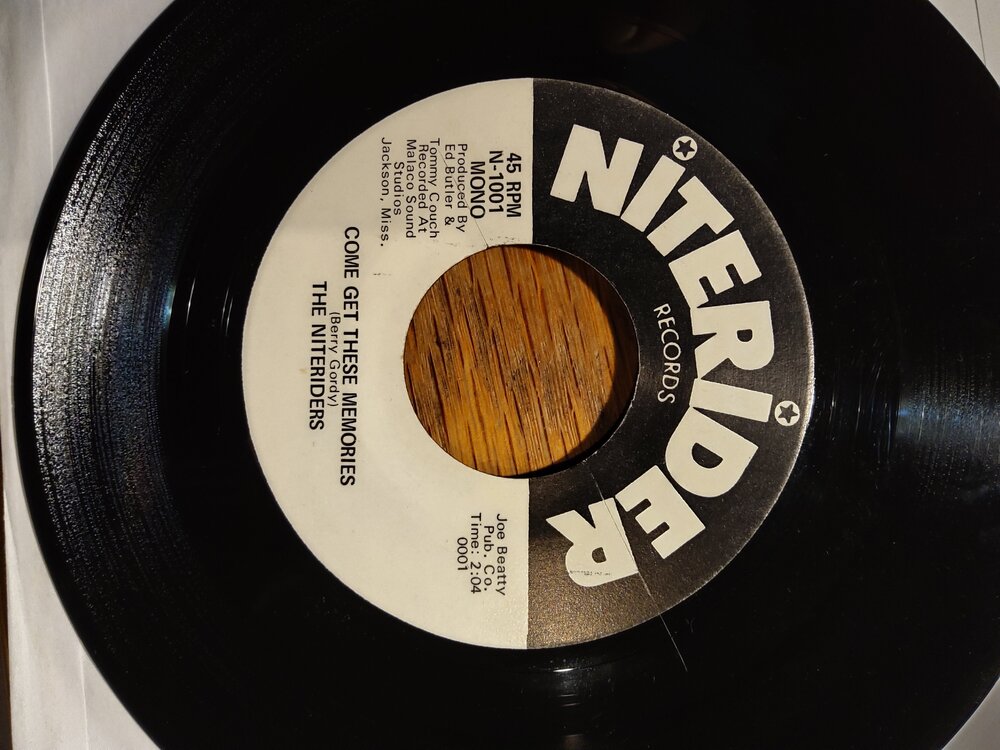 NiTERiDER
RECORDS
45 RPM
N-1001
MONO
Produced By
Ed Butler &
Tommy Couch
Recorded At
Malaco Sound
Studios
Jackson, Miss.
Joe Beatty
Pub. Co.
Time: 2:04
0001
COME GET THESE MEMORIES
(Berry Gordy)
THE NITERIDERS